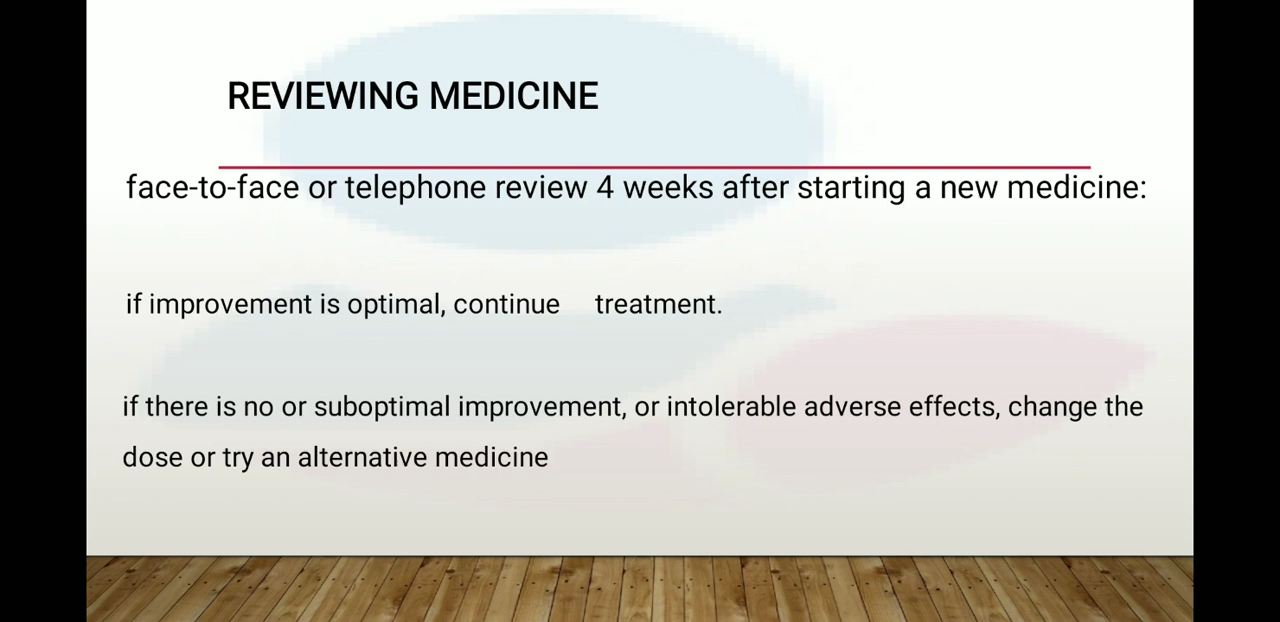 REVIEWING MEDICINE
face-to-face or telephone review 4 weeks after starting a new medicine:
if improvement is optimal, continue treatment.
if there is no or suboptimal improvement, or intolerable adverse effects, change the
dose or try an alternative medicine